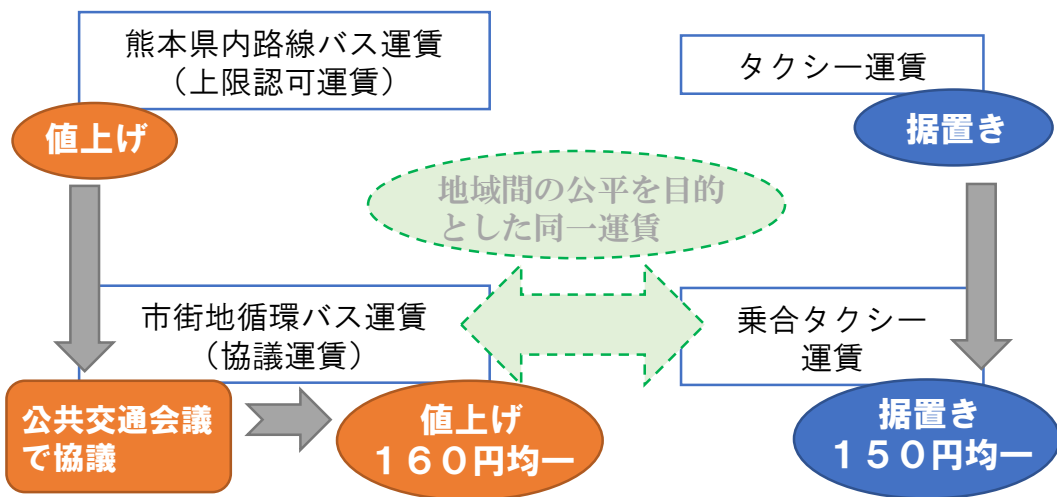 熊本県内路線バス運賃
（上限認可運賃）
値上げ
タクシー運賃
据置き
地域間の公平を目的
とした同一運賃
市街地循環バス運賃
（協議運賃）
乗合タクシー
運賃
公共交通会議
で協議
値上げ
１６０円均一
据置き
１５０円均一